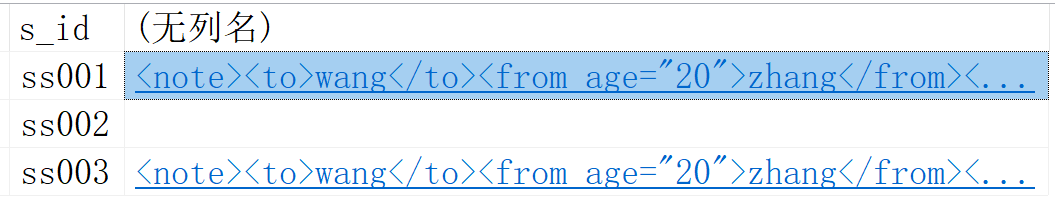 s_id (无列名)
ss001 <note><to>wang</to><from age="20">zhang</from><...
ss002
ss003 <note><to>wang</to><from age="20">zhang</from><...